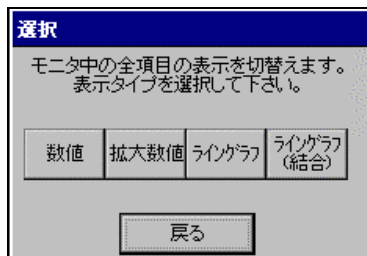 選択
モニタ中の全項目の表示を切替えます。
表示タイプを選択して下さい。
数値
拡大数値
ラインクﾞラフ
ラインクﾞラフ
(結合)
戻る